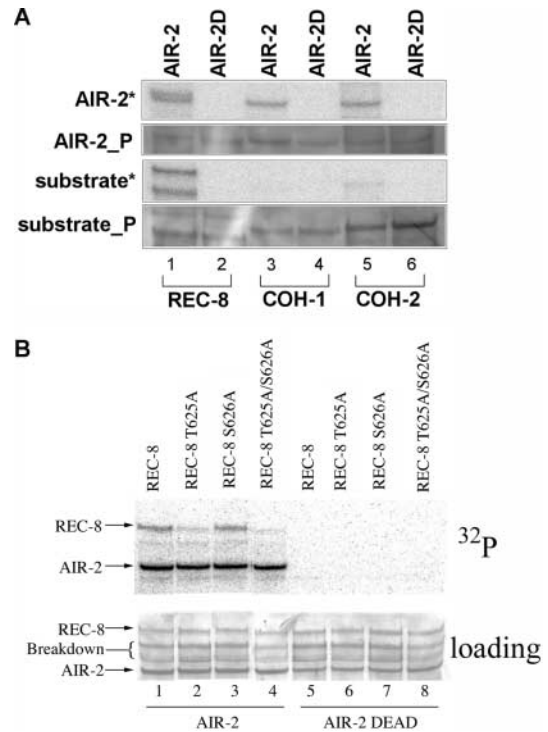 A
AIR-2 AIR-2D AIR-2 AIR-2D AIR-2 AIR-2D
AIR-2*
AIR-2_P
substrate*
substrate_P
1 2 3 4 5 6
REC-8 COH-1 COH-2
B
REC-8 REC-8 T625A REC-8 S626A REC-8 T625A/S626A REC-8 REC-8 T625A REC-8 S626A REC-8 T625A/S626A
REC-8
32P
AIR-2
REC-8
Breakdown loading
AIR-2
1 2 3 4 5 6 7 8
AIR-2 AIR-2 DEAD